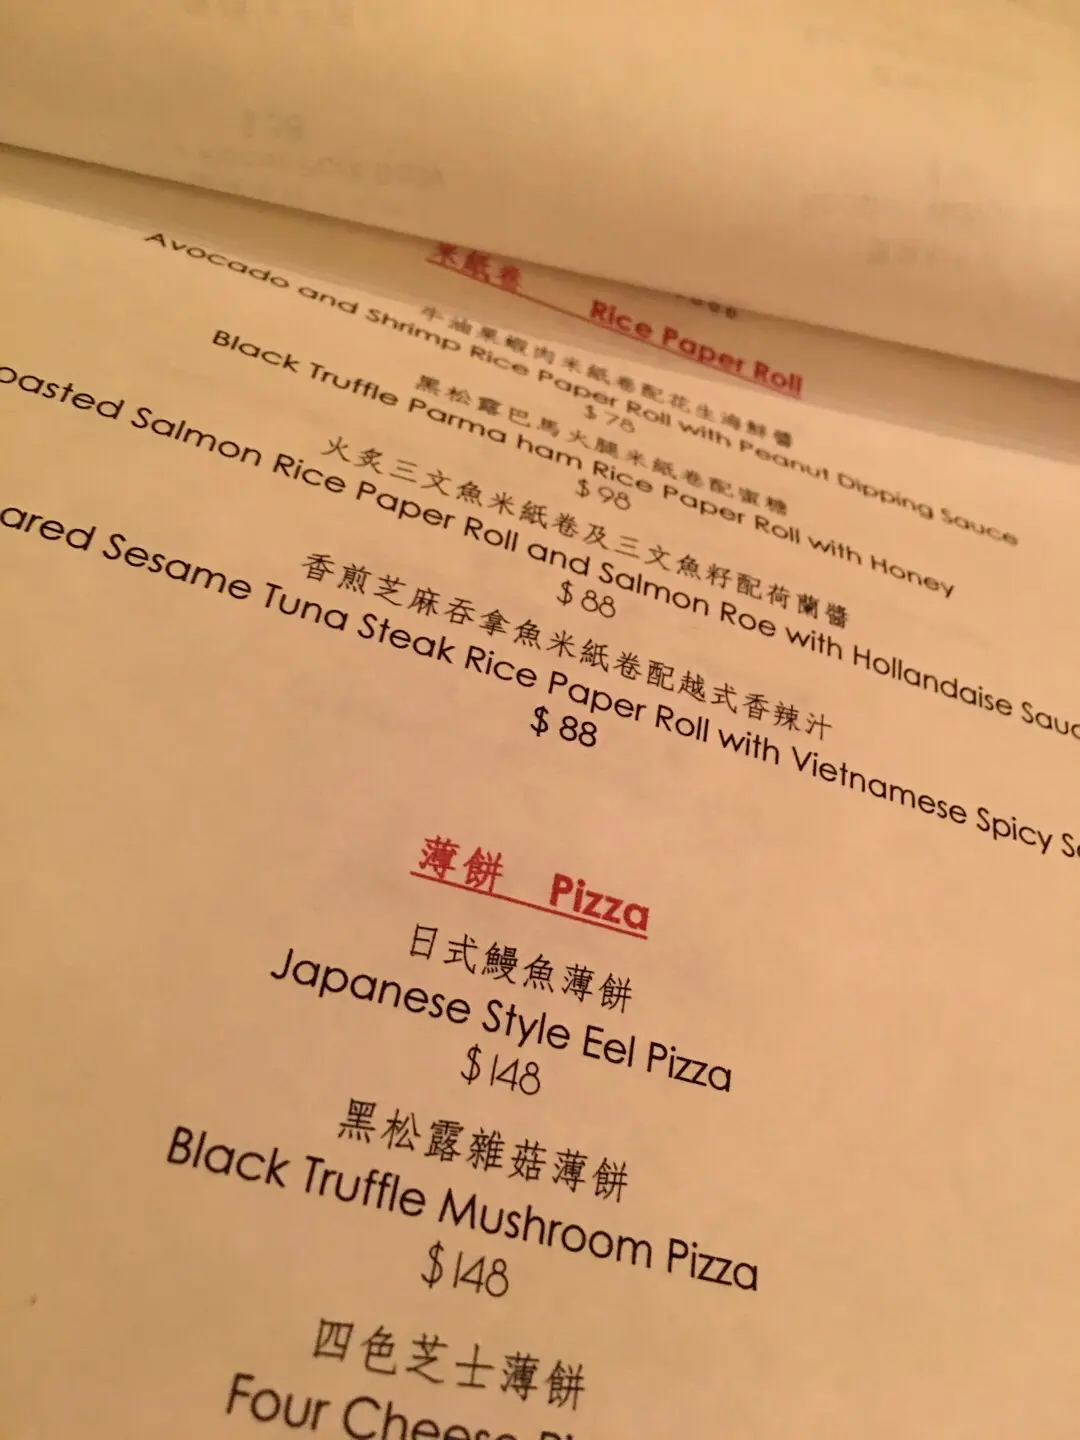 米紙卷 Rice Paper Roll
牛油果蝦肉米紙卷配花生海鮮醬
Avocado and Shrimp Rice Paper Roll with Peanut Dipping Sauce
$78
黑松露巴馬火腿米紙卷配蜜糖
Black Truffle Parma ham Rice Paper Roll with Honey
$98
火炙三文魚米紙卷及三文魚籽配荷蘭醬
oasted Salmon Rice Paper Roll and Salmon Roe with Hollandaise Sauc
$88
香煎芝麻吞拿魚米紙卷配越式香辣汁
ared Sesame Tuna Steak Rice Paper Roll with Vietnamese Spicy S
$88
薄餅 Pizza
日式鰻魚薄餅
Japanese Style Eel Pizza
$148
黑松露雜菇薄餅
Black Truffle Mushroom Pizza
$148
四色芝士薄餅
Four Cheese